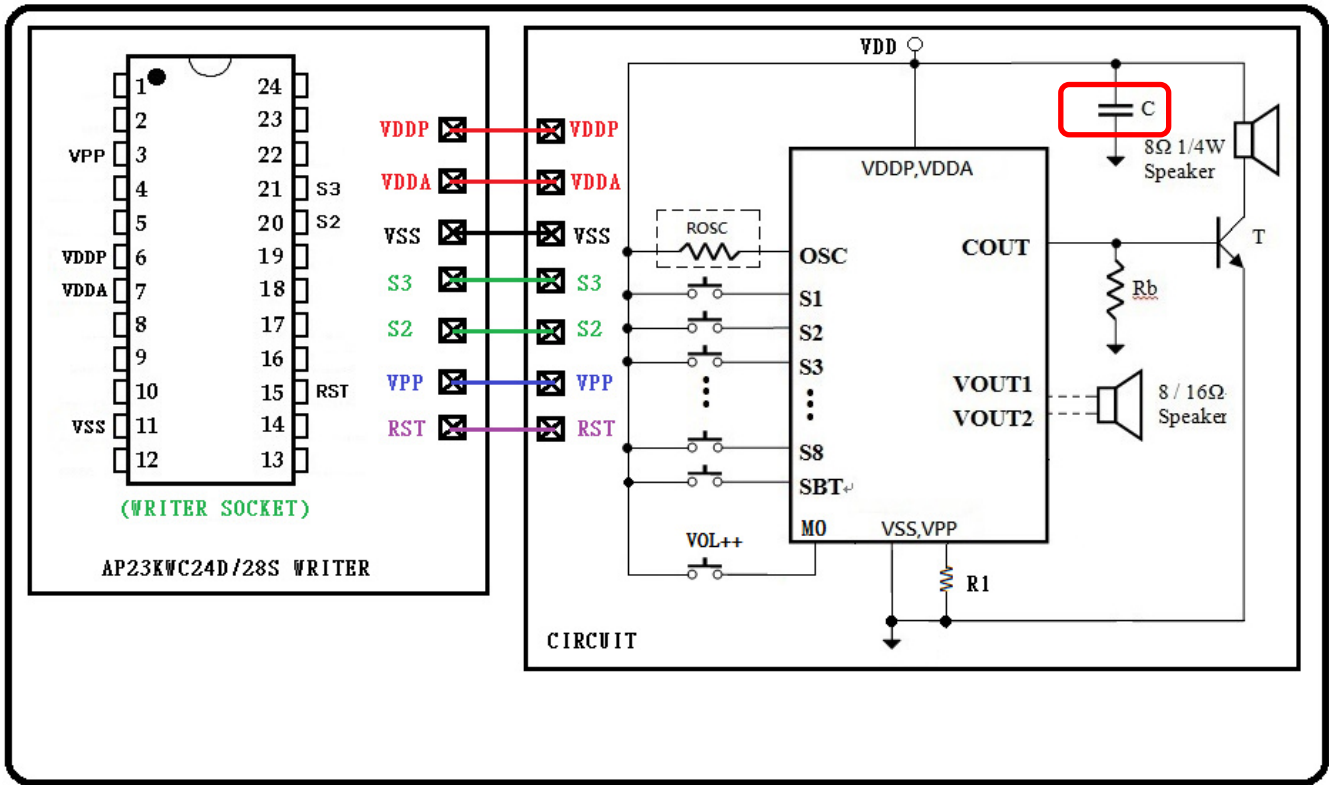 1
2
3
4
5
6
7
8
9
10
11
12
24
23
22
21
20
19
18
17
16
15
14
13
VPP
VDDP
VDDA
VSS
S3
S2
RST
(WRITER SOCKET)
AP23KWC24D/28S WRITER
VDDP
VDDA
VSS
S3
S2
VPP
RST
VDDP
VDDA
VSS
S3
S2
VPP
RST
VDD
C
8Ω 1/4W
Speaker
VDDP,VDDA
ROSC
OSC
S1
S2
S3
S8
SBT↵
MO
VOL++
VSS,VPP
R1
COUT
T
Rb
VOUT1
VOUT2
8 / 16Ω
Speaker
CIRCUIT